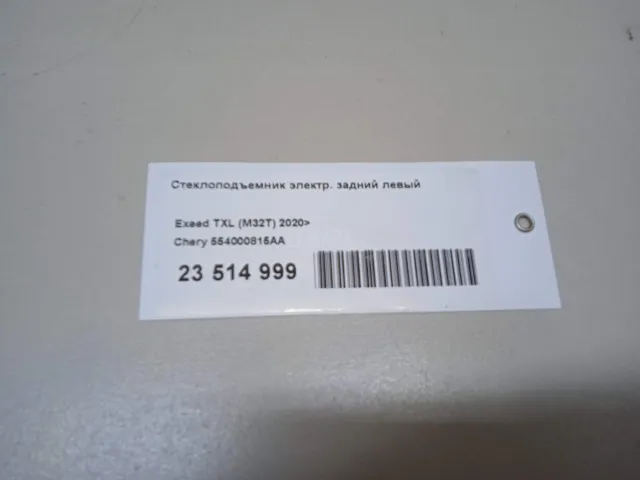 Стеклоподъемник электр. задний левый
Exeed TXL (M32T) 2020>
Chery 554000815AA
23 514 999